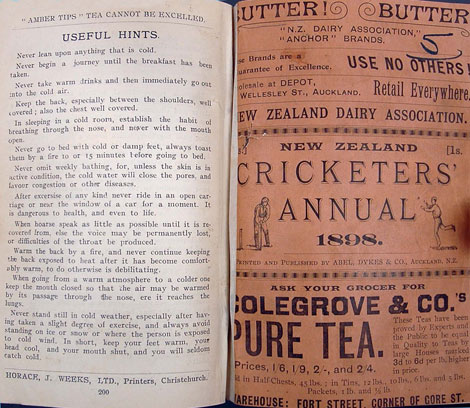 "AMBER TIPS" TEA CANNOT BE EXCELLED.
USEFUL HINTS.
Never lean upon anything that is cold.
Never begin a journey until the breakfast has been
taken.
Never take warm drinks and then immediately go out
into the cold air.
Keep the back, especially between the shoulders, well
covered; also the chest well covered.
In sleeping in a cold room, establish the habit of
breathing through the nose, and never with the mouth
open.
Never go to bed with cold or damp feet, always toast
them by a fire 10 or 15 minutes before going to bed.
Never omit weekly bathing, for, unless the skin is in
active condition, the cold water will close the pores, and
favour congestion or other diseases.
After exercise of any kind never ride in an open car-
riage or near the window of a car for a moment. It
is dangerous to health, and even to life.
When hoarse speak as little as possible until it is re-
covered from, else the voice may be permanently lost,
or difficulties of the throat be produced.
Warm the back by a fire, and never continue keeping
the back exposed to heat after it has become comfort-
ably warm, to do otherwise is debilitating.
When going from a warm atmosphere to a colder one
keep the mouth closed so that the air may be warmed
by its passage through the nose, ere it reaches the
lungs.
Never stand still in cold weather, especially after hav-
ing taken a slight degree of exercise, and always avoid
standing on ice or snow or where the person is exposed
to cold wind. In short, keep your feet warm, your
head cool, and your mouth shut, and you will seldom
catch cold.
HORACE, J. WEEKS, LTD., Printers, Christchurch.
200
BUTTER! BUTTER
"N.Z. DAIRY ASSOCIATION,"
"ANCHOR" BRANDS.
5
Brands are a
Guarantee of Excellence.
USE NO OTHERS!
DEPOT,
WELLESLEY ST., AUCKLAND.
Retail Everywhere.
NEW ZEALAND DAIRY ASSOCIATION.
NEW ZEALAND
[1s.
CRICKETERS'
ANNUAL
1898.
PRINTED AND PUBLISHED BY ABEL, DYKES & CO., AUCKLAND, N.Z.
ASK YOUR GROCER FOR
COLEGROVE & CO.'S
PURE TEA.
These Teas have been
proved by Experts and
the Public to be equal
in Quality to Teas by
large Houses marked
3d to 6d per lb. higher
Prices, 1/6, 1/9, 2/-, and 2/4.
in Half Chests, 45 lbs.; in Tins, 12 lbs., 10 lbs., 6 lbs., 5 lbs.
Packets, 1 lb. & ½ lb.
WAREHOUSE: FORT STREET, CORNER OF GORE ST.